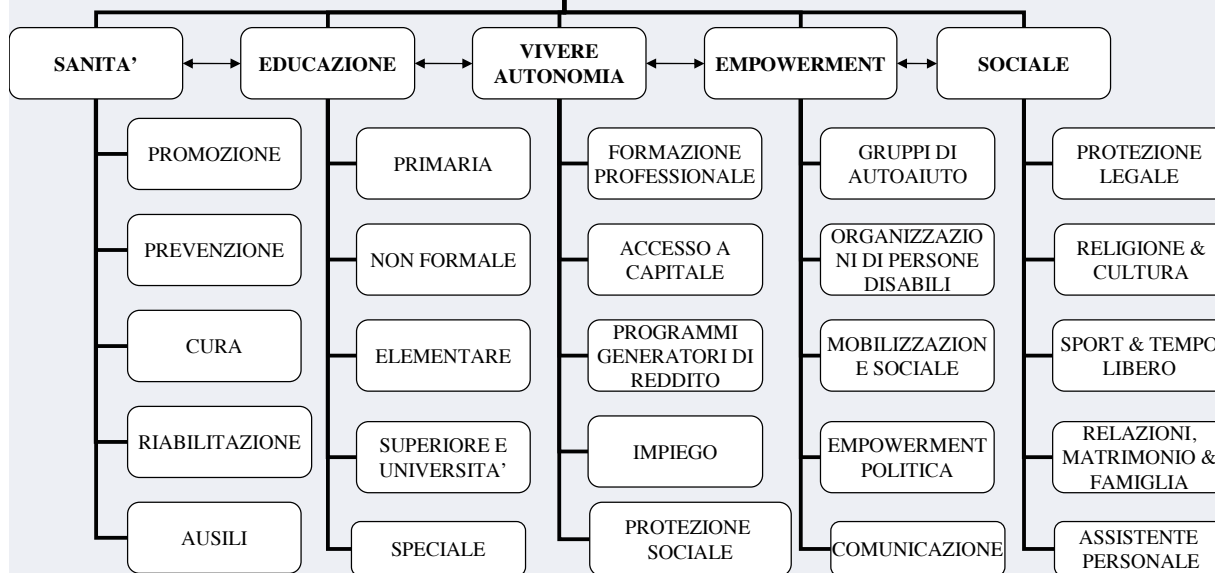 SANITA’
EDUCAZIONE
VIVERE
AUTONOMIA
EMPOWERMENT
SOCIALE
PROMOZIONE
PREVENZIONE
CURA
RIABILITAZIONE
AUSILI
PRIMARIA
NON FORMALE
ELEMENTARE
SUPERIORE E
UNIVERSITA’
SPECIALE
FORMAZIONE
PROFESSIONALE
ACCESSO A
CAPITALE
PROGRAMMI
GENERATORI DI
REDDITO
IMPIEGO
PROTEZIONE
SOCIALE
GRUPPI DI
AUTOAIUTO
ORGANIZZAZIO
NI DI PERSONE
DISABILI
MOBILIZZAZION
E SOCIALE
EMPOWERMENT
POLITICA
COMUNICAZIONE
PROTEZIONE
LEGALE
RELIGIONE &
CULTURA
SPORT & TEMPO
LIBERO
RELAZIONI,
MATRIMONIO &
FAMIGLIA
ASSISTENTE
PERSONALE